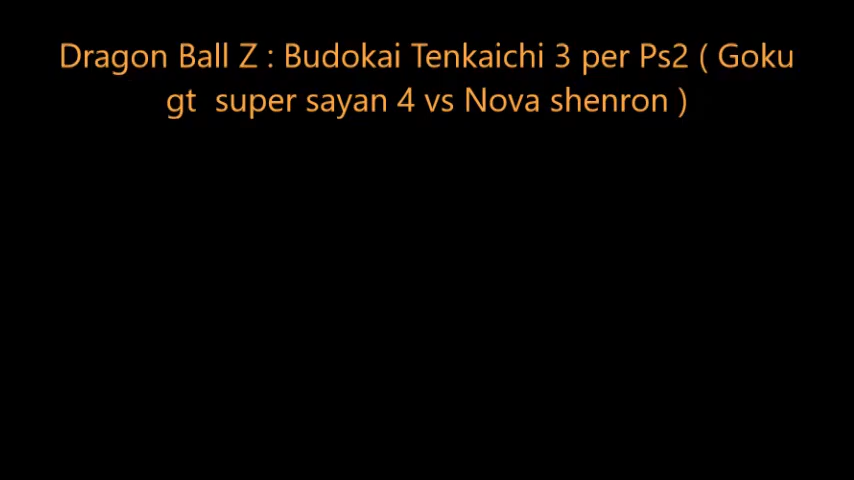 Dragon Ball Z : Budokai Tenkaichi 3 per Ps2 ( Goku
gt  super sayan 4 vs Nova shenron )